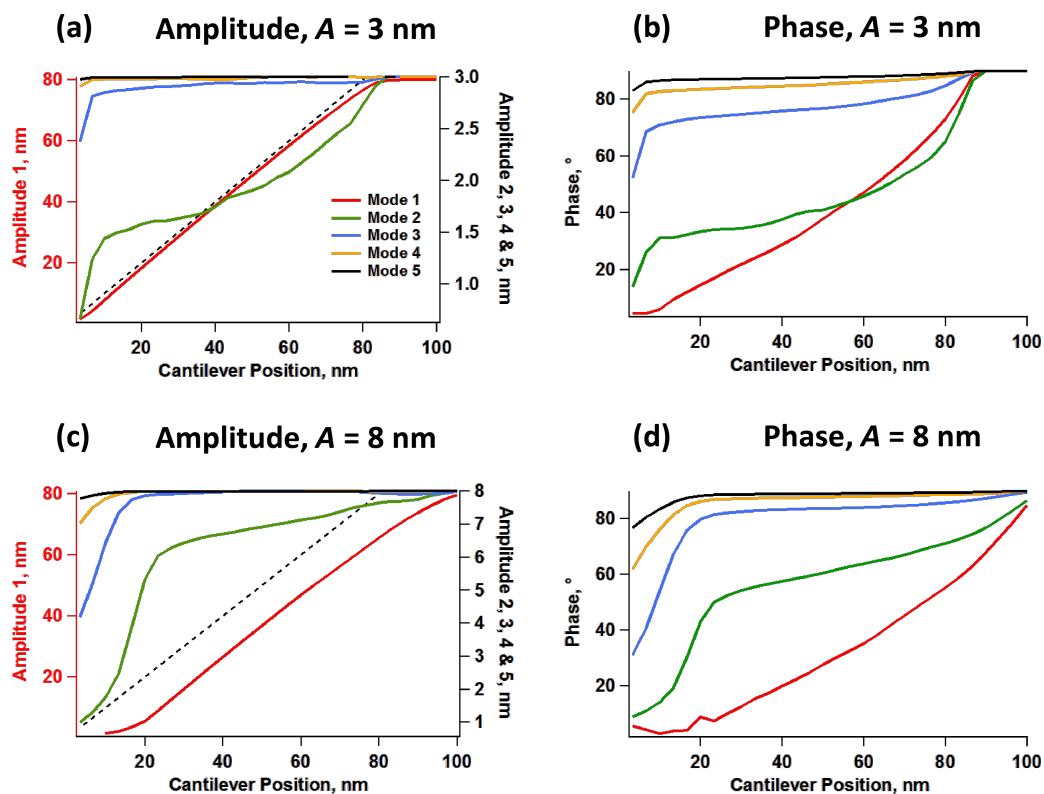 (a) Amplitude, A = 3 nm
80
60
40
20
Amplitude 1, nm
3.0
2.5
2.0
1.5
1.0
Amplitude 2, 3, 4 & 5, nm
Mode 1
Mode 2
Mode 3
Mode 4
Mode 5
20 40 60 80 100
Cantilever Position, nm
(b) Phase, A = 3 nm
80
60
40
20
Phase, °
20 40 60 80 100
Cantilever Position, nm
(c) Amplitude, A = 8 nm
80
60
40
20
Amplitude 1, nm
8
7
6
5
4
3
2
1
Amplitude 2, 3, 4 & 5, nm
20 40 60 80 100
Cantilever Position, nm
(d) Phase, A = 8 nm
80
60
40
20
Phase, °
20 40 60 80 100
Cantilever Position, nm